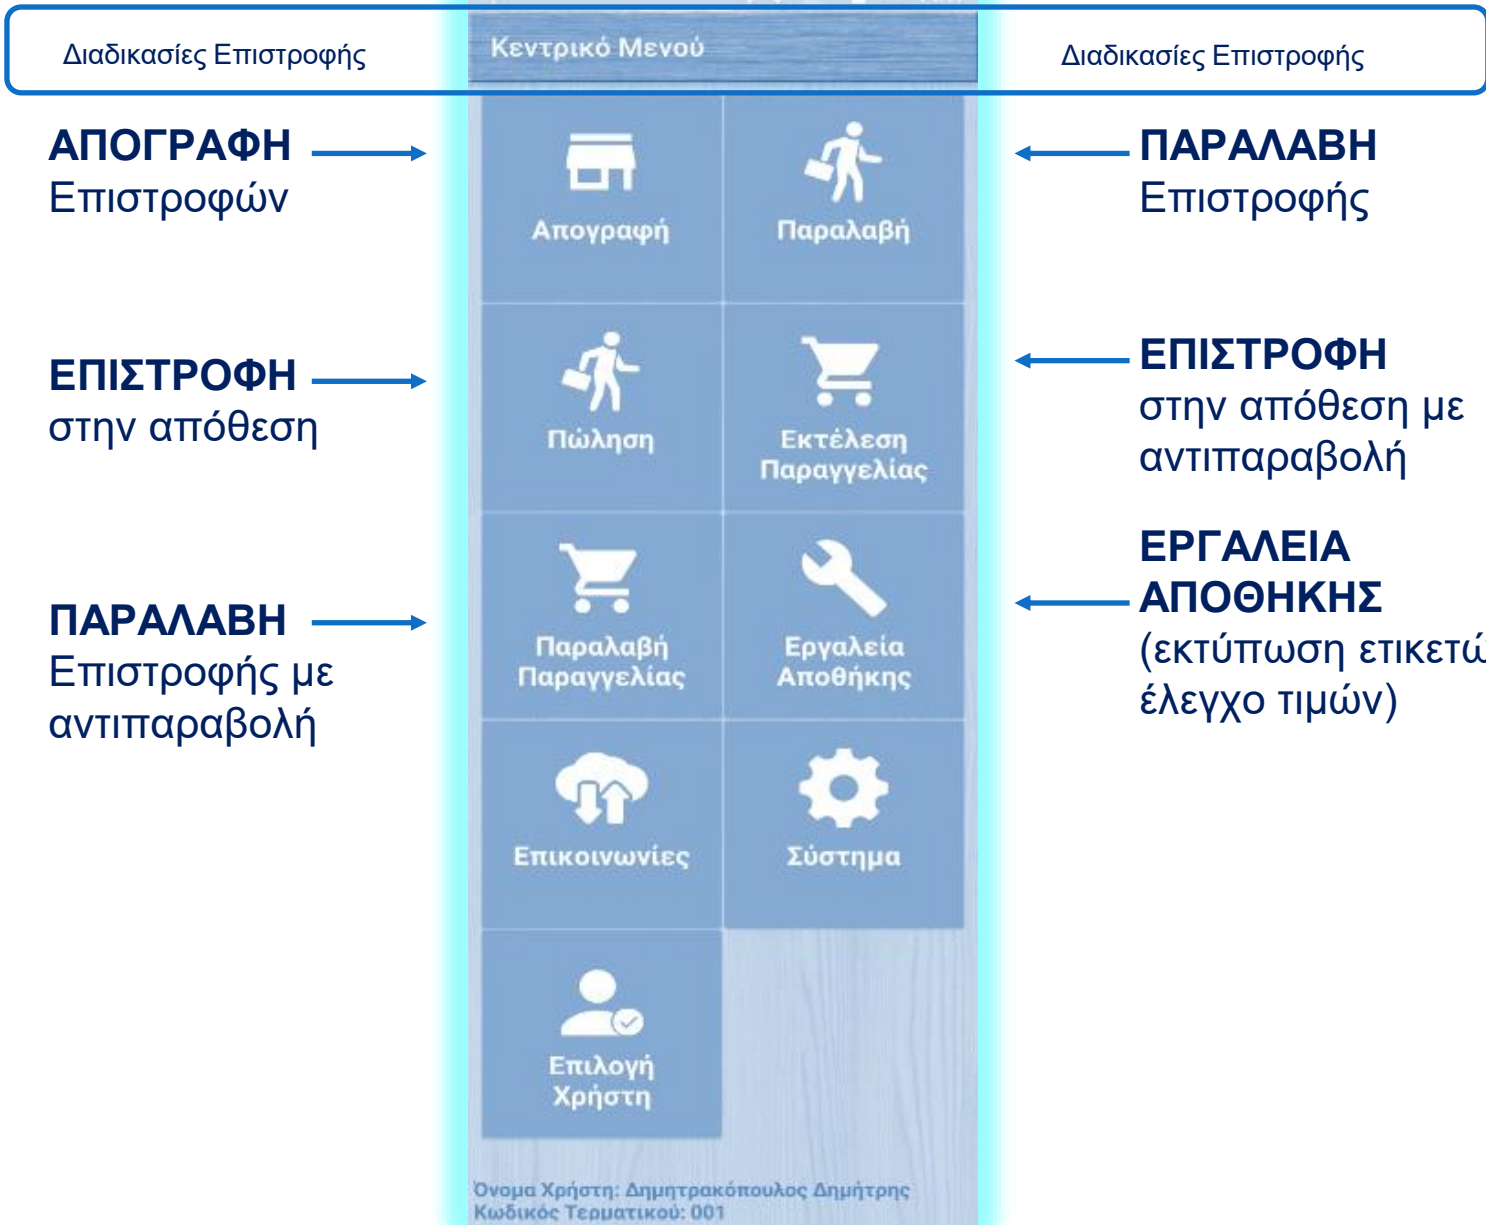 Διαδικασίες Επιστροφής
Κεντρικό Μενού
Διαδικασίες Επιστροφής
ΑΠΟΓΡΑΦΗ
Επιστροφών
Απογραφή
Παραλαβή
ΠΑΡΑΛΑΒΗ
Επιστροφής
ΕΠΙΣΤΡΟΦΗ
στην απόθεση
Πώληση
Εκτέλεση
Παραγγελίας
ΕΠΙΣΤΡΟΦΗ
στην απόθεση με
αντιπαραβολή
ΠΑΡΑΛΑΒΗ
Επιστροφής με
αντιπαραβολή
Παραλαβή
Παραγγελίας
Εργαλεία
Αποθήκης
ΕΡΓΑΛΕΙΑ
ΑΠΟΘΗΚΗΣ
(εκτύπωση
έλεγχο τιμών)
Επικοινωνίες
Σύστημα
Επιλογή
Χρήστη
Όνομα Χρήστη: Δημητρακόπουλος Δημήτρης
Κωδικός Τερματικού: 001